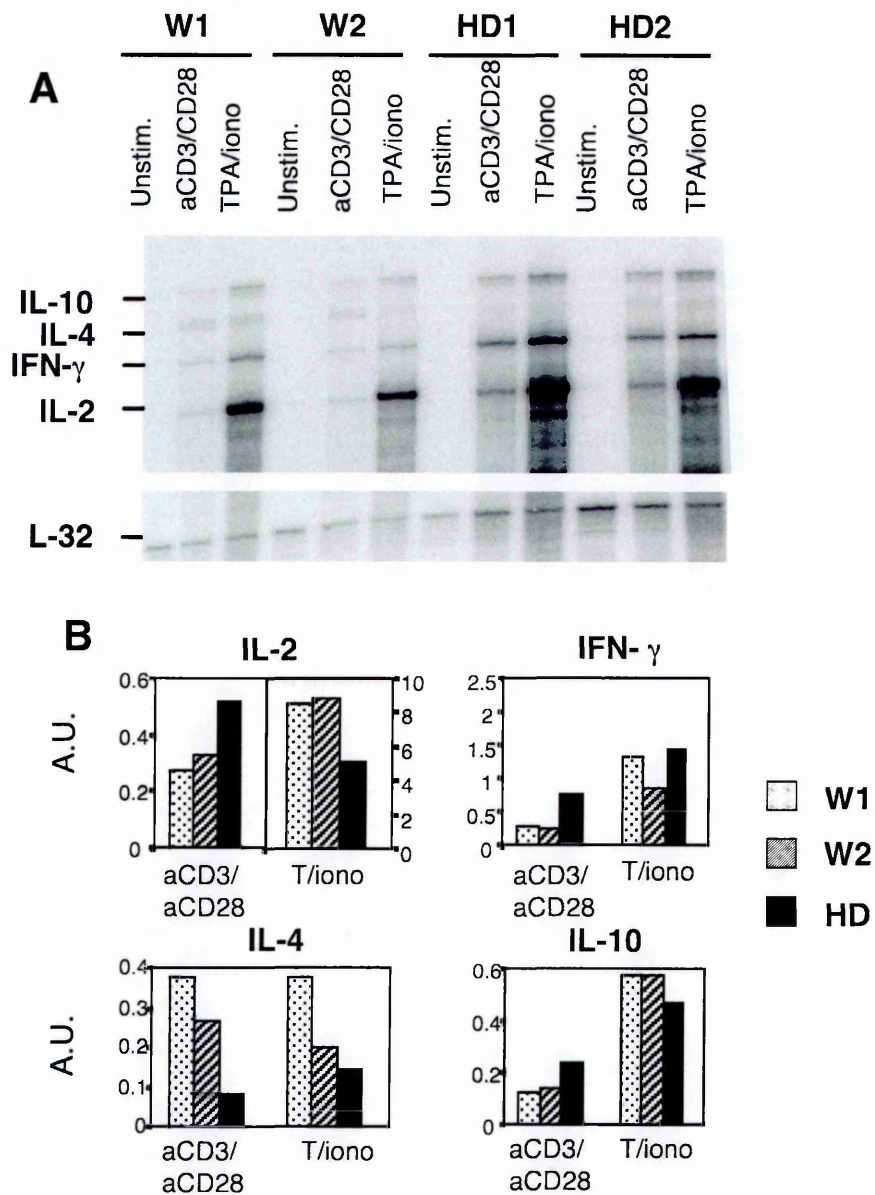 W1 W2 HD1 HD2
A
Unstim. aCD3/CD28 TPA/iono Unstim. aCD3/CD28 TPA/iono Unstim. aCD3/CD28 TPA/iono Unstim. aCD3/CD28 TPA/iono
IL-10
IL-4
IFN-γ
IL-2
L-32
B
IL-2
A.U.
0.6
0.4
0.2
0
10
8
6
4
2
0
aCD3/ T/iono
aCD28
IFN- γ
2.5
2
1.5
1
0.5
0
aCD3/ T/iono
aCD28
W1
W2
HD
IL-4
A.U.
0.4
0.3
0.2
0.1
0
aCD3/ T/iono
aCD28
IL-10
0.6
0.4
0.2
0
aCD3/ T/iono
aCD28